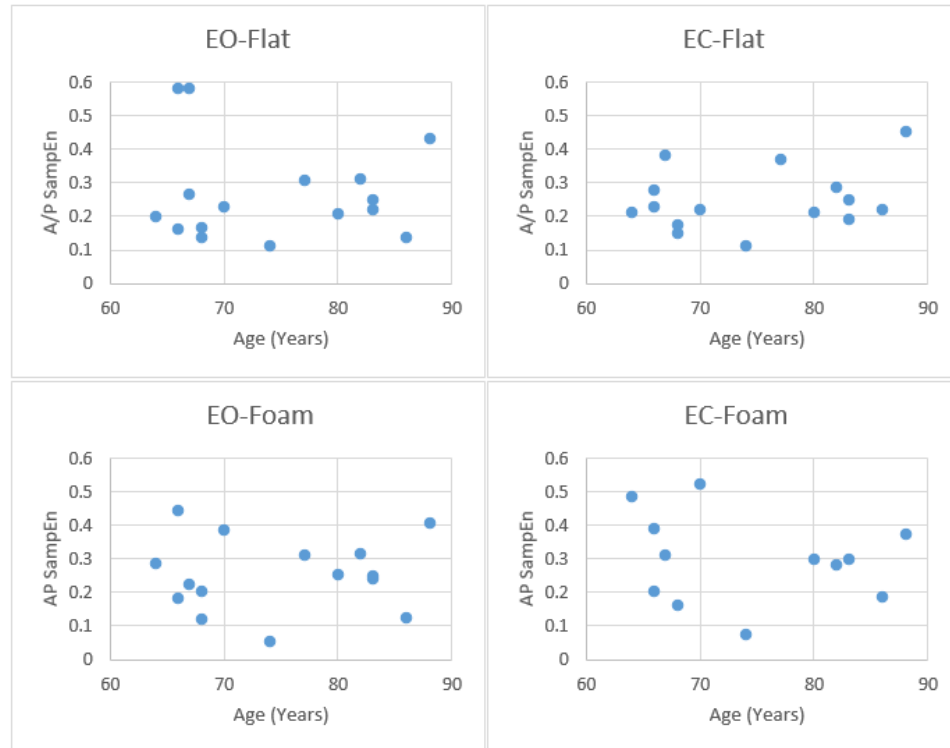 EO-Flat
A/P SampEn
0.6
0.5
0.4
0.3
0.2
0.1
0
60 70 80 90
Age (Years)
EC-Flat
A/P SampEn
0.6
0.5
0.4
0.3
0.2
0.1
0
60 70 80 90
Age (Years)
EO-Foam
AP SampEn
0.6
0.5
0.4
0.3
0.2
0.1
0
60 70 80 90
Age (Years)
EC-Foam
AP SampEn
0.6
0.5
0.4
0.3
0.2
0.1
0
60 70 80 90
Age (Years)